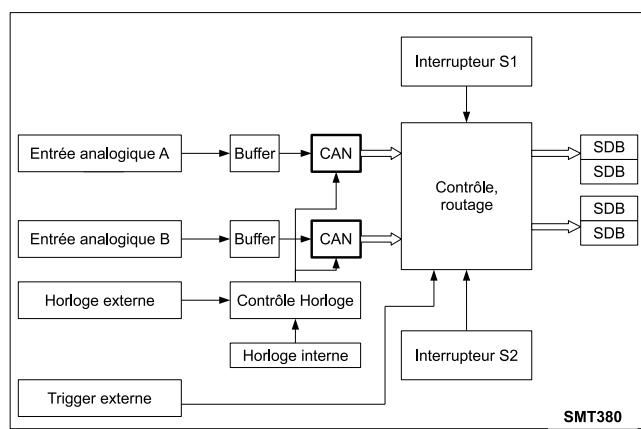 Interrupteur S1
Entrée analogique A
Buffer
CAN
Contrôle,
routage
SDB
SDB
Entrée analogique B
Buffer
CAN
SDB
SDB
Horloge externe
Contrôle Horloge
Horloge interne
Interrupteur S2
Trigger externe
SMT380